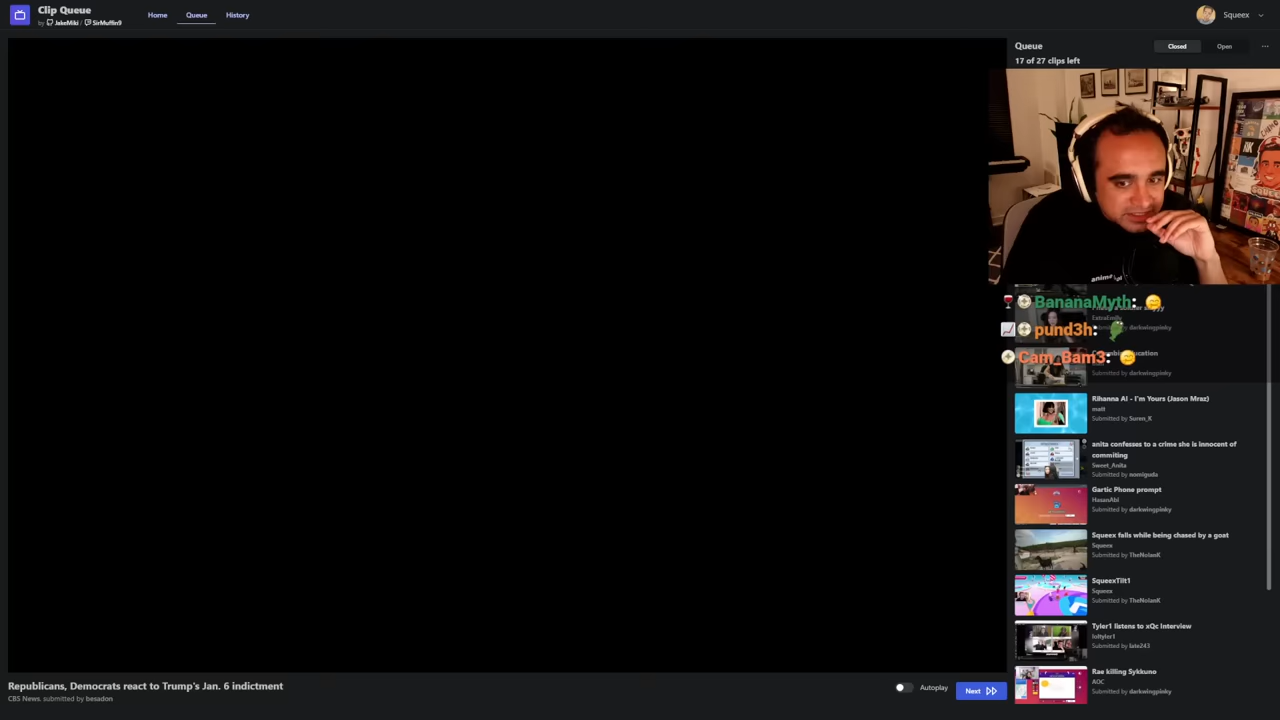 Clip Queue
by JakeMiki / SirMuffin9
Home
Queue
History
Squeex
Queue
Closed
Open
17 of 27 clips left
BananaMyth:
ExtraEmily
darkwingpinky
pund3h:
Cam_Bam3:
Submitted by darkwingpinky
Rihanna AI - I'm Yours (Jason Mraz)
matt
Submitted by Suren_K
anita confesses to a crime she is innocent of
commiting
Sweet_Anita
Submitted by nomiguda
Gartic Phone prompt
HasanAbi
Submitted by darkwingpinky
Squeex falls while being chased by a goat
Squeex
Submitted by TheNolanK
SqueexTilt1
Squeex
Submitted by TheNolanK
Tyler1 listens to xQc Interview
loltyler1
Submitted by late243
Rae killing Sykkuno
AOC
Submitted by darkwingpinky
Republicans, Democrats react to Trump's Jan. 6 indictment
CBS News, submitted by besadon
Autoplay
Next